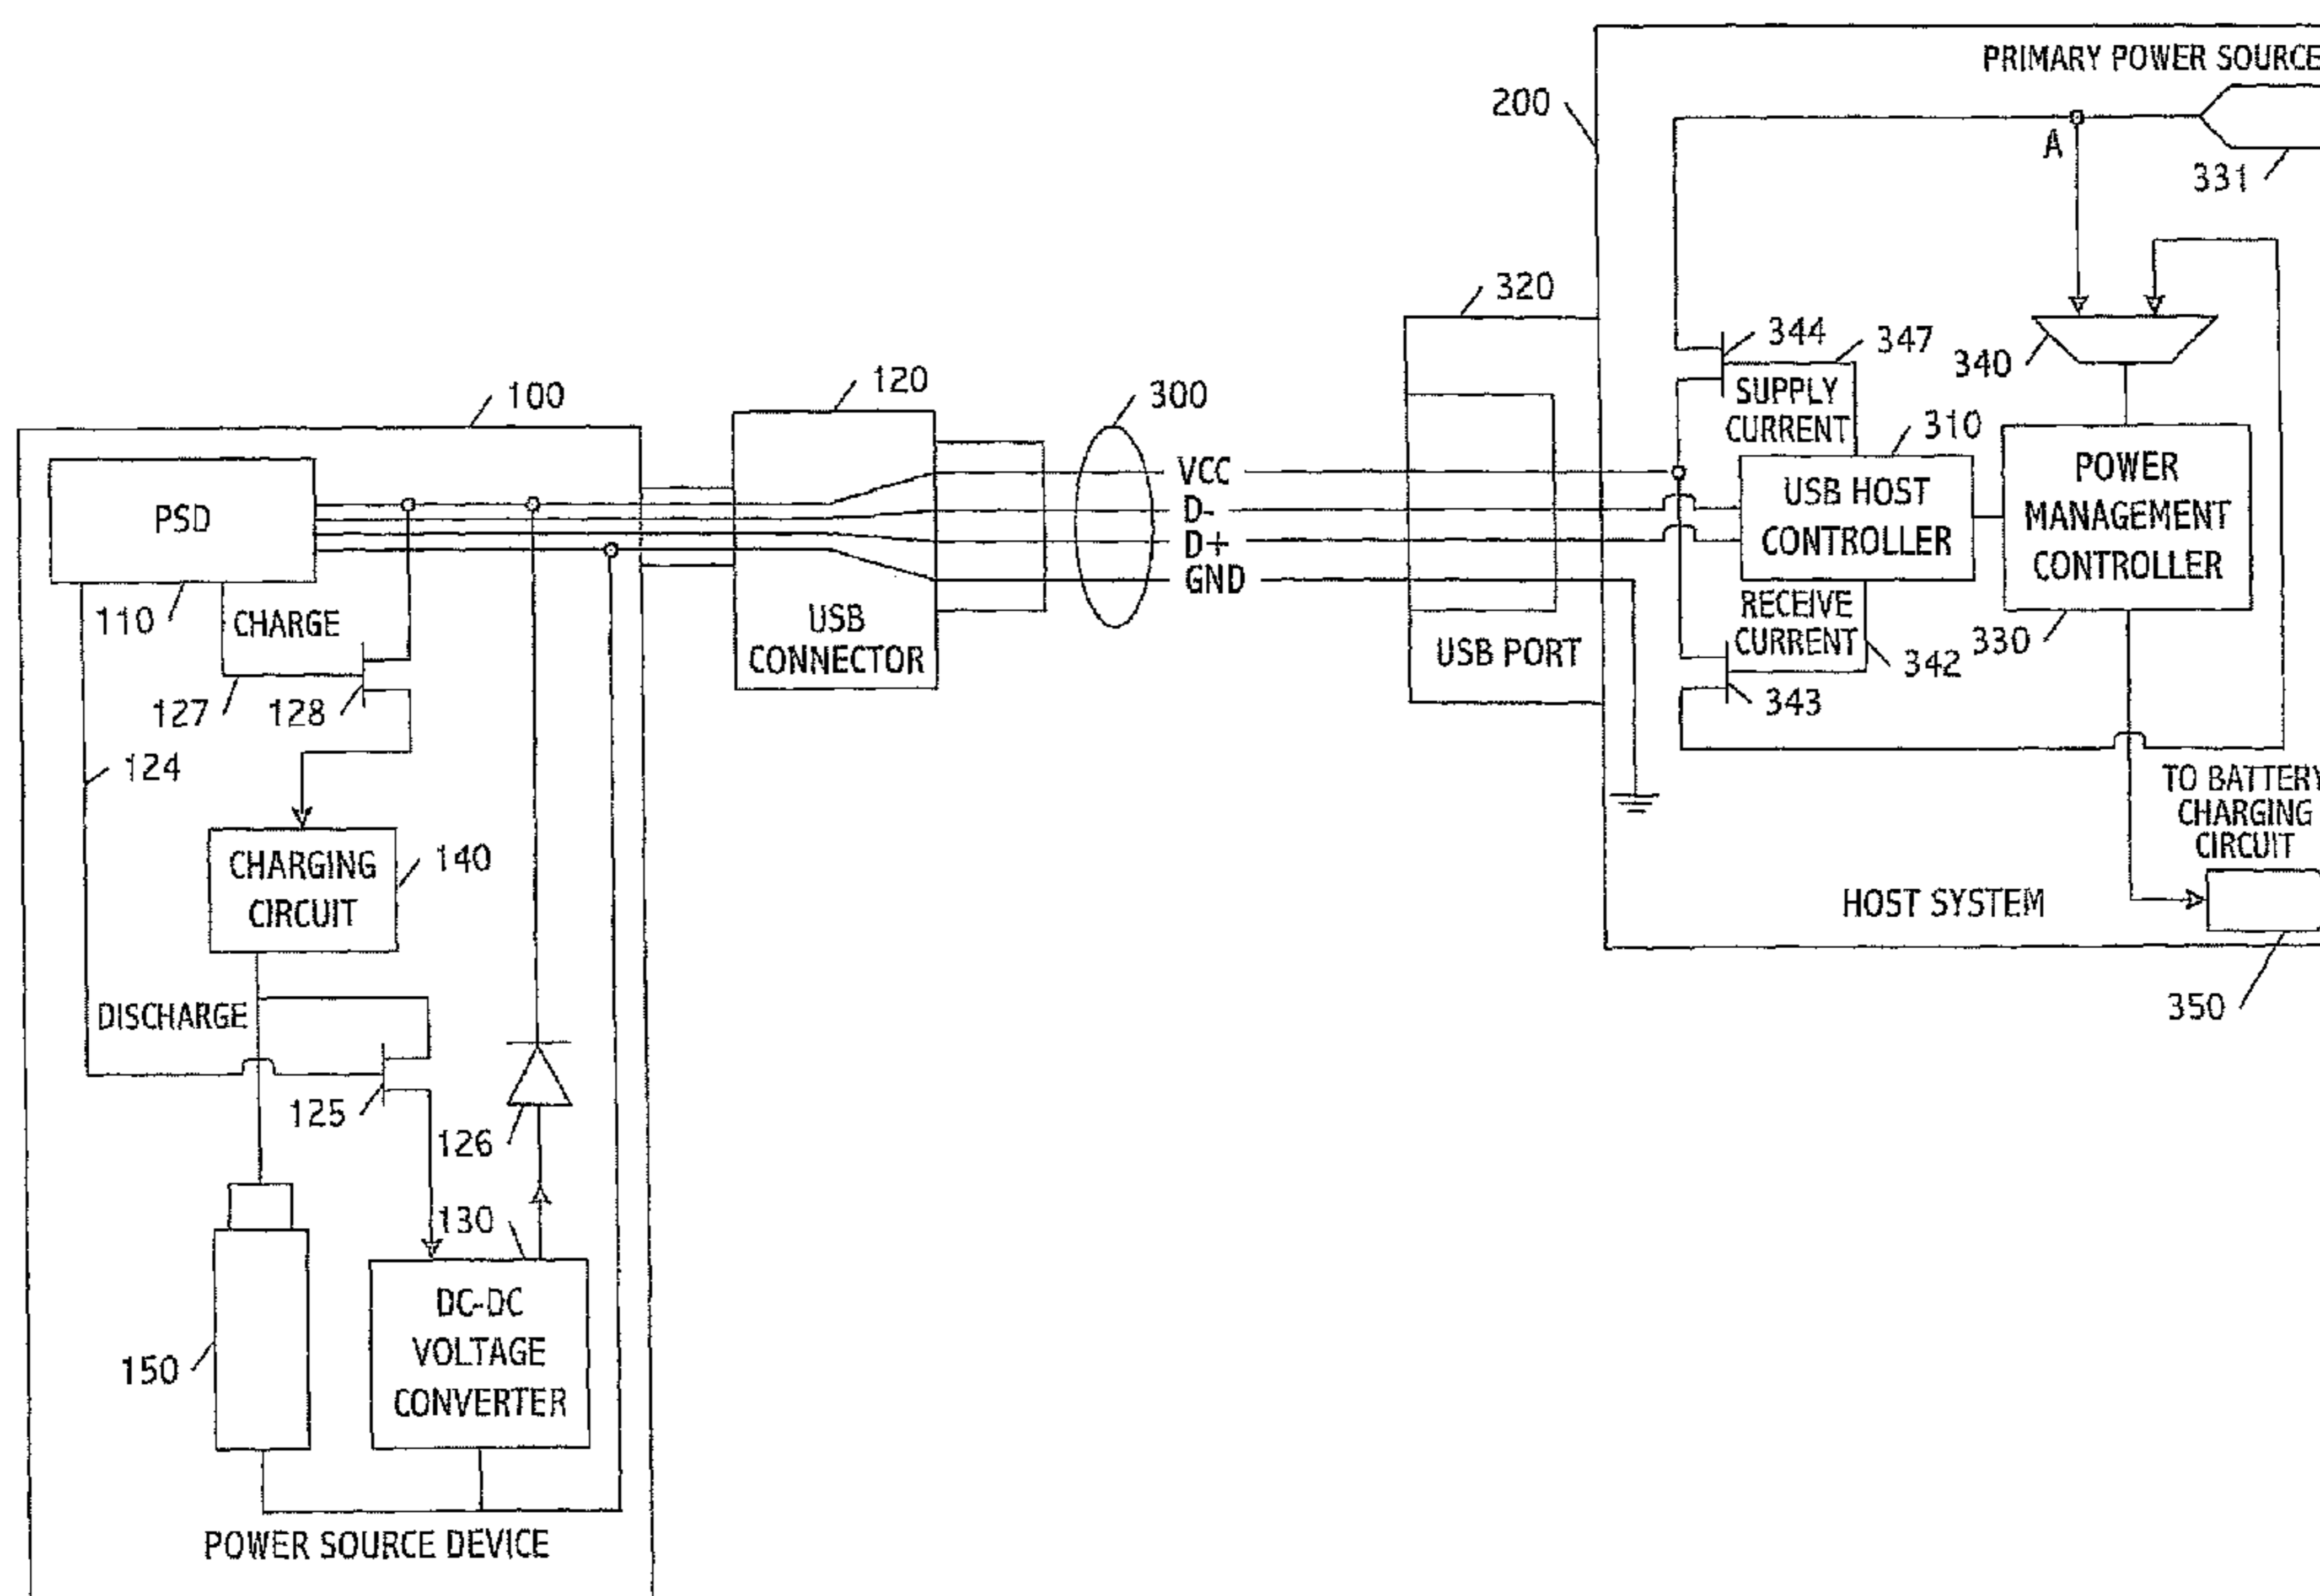 PRIMARY POWER SOURCE
200
A
331
320
344
347
340
SUPPLY
CURRENT
310
100
120
300
VCC
D-
D+
GND
PSD
USB HOST
CONTROLLER
POWER
MANAGEMENT
CONTROLLER
110
CHARGE
USB
CONNECTOR
USB PORT
RECEIVE
CURRENT
342
330
343
127
128
124
TO BATTERY
CHARGING
CIRCUIT
CHARGING
CIRCUIT
140
HOST SYSTEM
350
DISCHARGE
125
126
130
DC-DC
VOLTAGE
CONVERTER
150
POWER SOURCE DEVICE